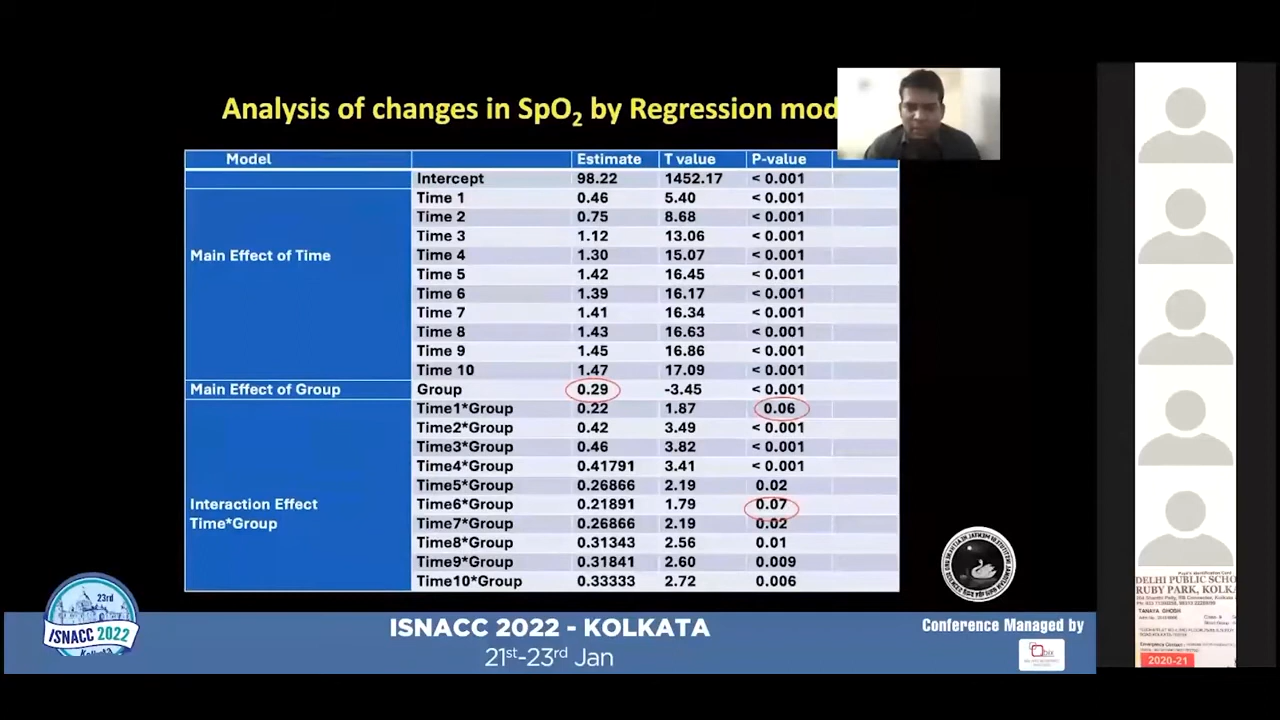 Analysis of changes in SpO2 by Regression mod
Model Estimate T value P-value
Intercept 98.22 1452.17 < 0.001
Time 1 0.46 5.40 < 0.001
Time 2 0.75 8.68 < 0.001
Time 3 1.12 13.06 < 0.001
Main Effect of Time Time 4 1.30 15.07 < 0.001
Time 5 1.42 16.45 < 0.001
Time 6 1.39 16.17 < 0.001
Time 7 1.41 16.34 < 0.001
Time 8 1.43 16.63 < 0.001
Time 9 1.45 16.86 < 0.001
Time 10 1.47 17.09 < 0.001
Main Effect of Group Group 0.29 -3.45 < 0.001
Time1*Group 0.22 1.87 0.06
Time2*Group 0.42 3.49 < 0.001
Time3*Group 0.46 3.82 < 0.001
Time4*Group 0.41791 3.41 < 0.001
Time5*Group 0.26866 2.19 0.02
Interaction Effect Time6*Group 0.21891 1.79 0.07
Time*Group Time7*Group 0.26866 2.19 0.02
Time8*Group 0.31343 2.56 0.01
Time9*Group 0.31841 2.60 0.009
Time10*Group 0.33333 2.72 0.006
23rd
ISNACC 2022
Kolkata
ISNACC 2022 - KOLKATA
21st-23rd Jan
Conference Managed by
DELHI PUBLIC SCHO
RUBY PARK, KOLKA
TANAYA GHOSH
2020-21